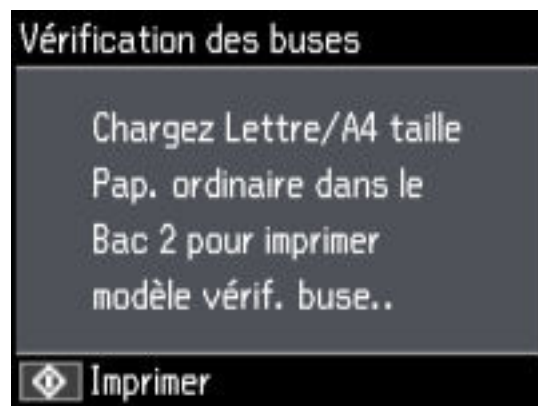 Vérification des buses
Chargez Lettre/A4 taille
Pap. ordinaire dans le
Bac 2 pour imprimer
modèle vérif. buse..
Imprimer